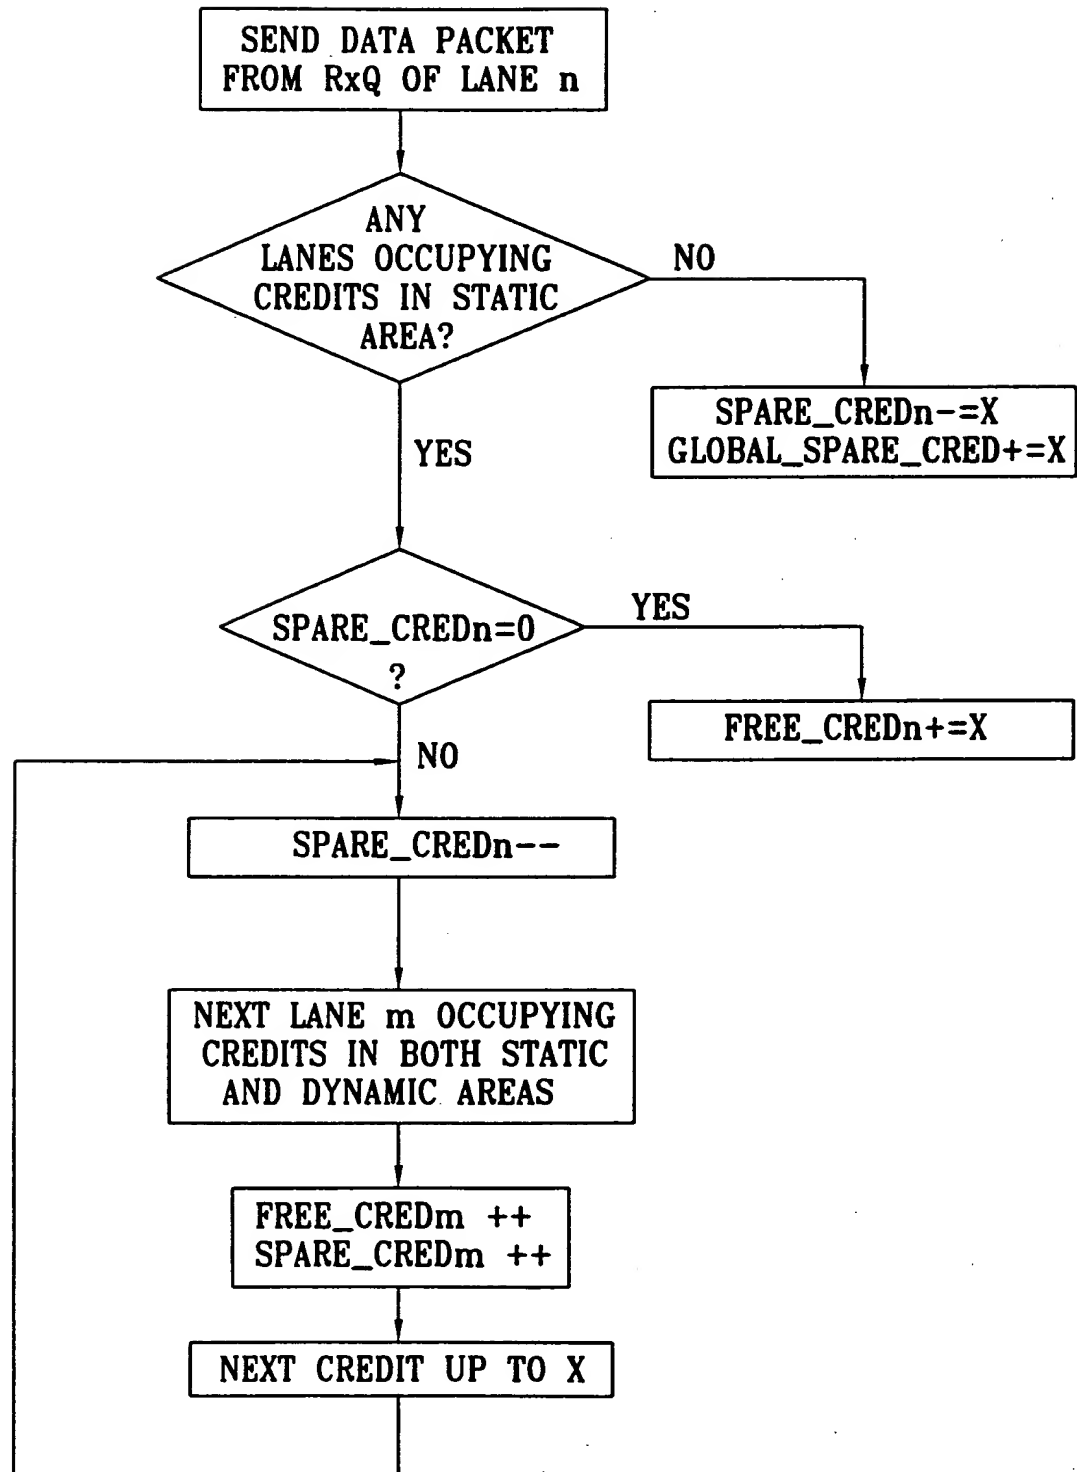 SEND DATA PACKET
FROM RxQ OF LANE n
ANY
LANES OCCUPYING
CREDITS IN STATIC
AREA?
NO
SPARE_CREDn-=X
GLOBAL_SPARE_CRED+=X
YES
SPARE_CREDn=0
?
YES
FREE_CREDn+=X
NO
SPARE_CREDn--
NEXT LANE m OCCUPYING
CREDITS IN BOTH STATIC
AND DYNAMIC AREAS
FREE_CREDm ++
SPARE_CREDm ++
NEXT CREDIT UP TO X